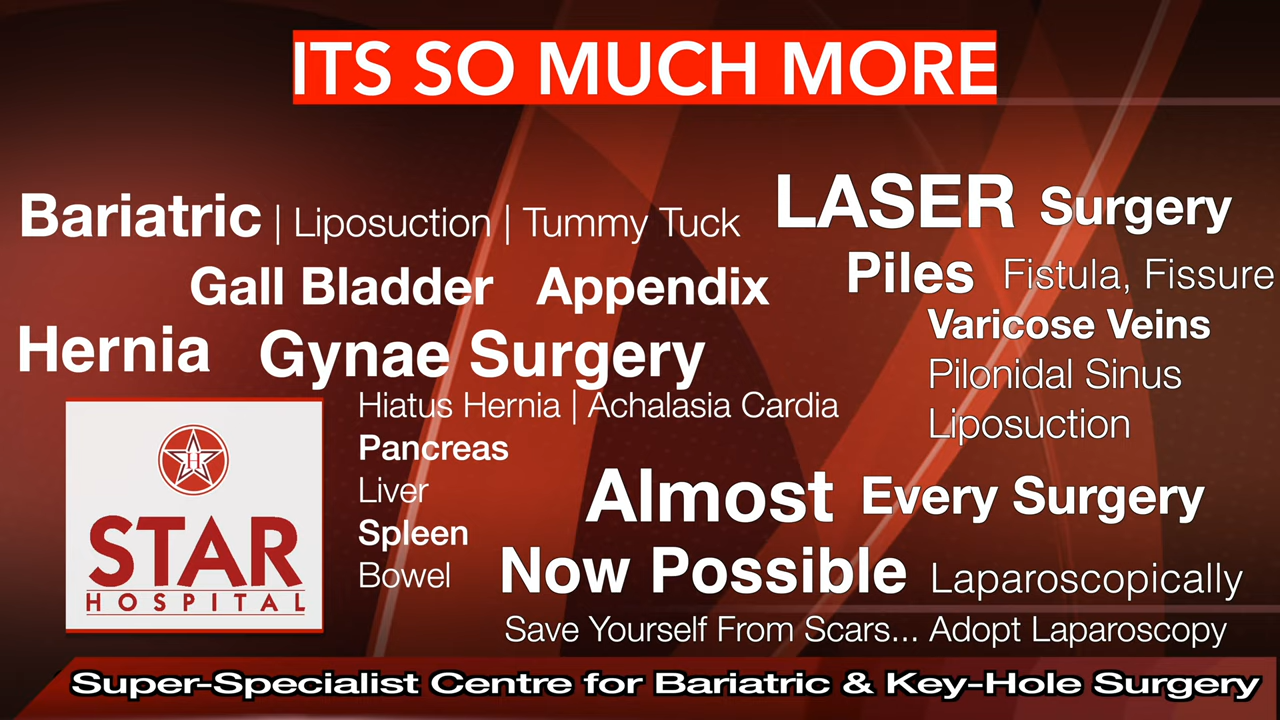 ITS SO MUCH MORE
Bariatric | Liposuction | Tummy Tuck
Gall Bladder Appendix
Hernia Gynae Surgery
Hiatus Hernia | Achalasia Cardia
Pancreas
Liver
Spleen
Bowel
LASER Surgery
Piles Fistula, Fissure
Varicose Veins
Pilonidal Sinus
Liposuction
Almost Every Surgery
Now Possible Laparoscopically
Save Yourself From Scars... Adopt Laparoscopy
H
STAR
HOSPITAL
Super-Specialist Centre for Bariatric & Key-Hole Surgery